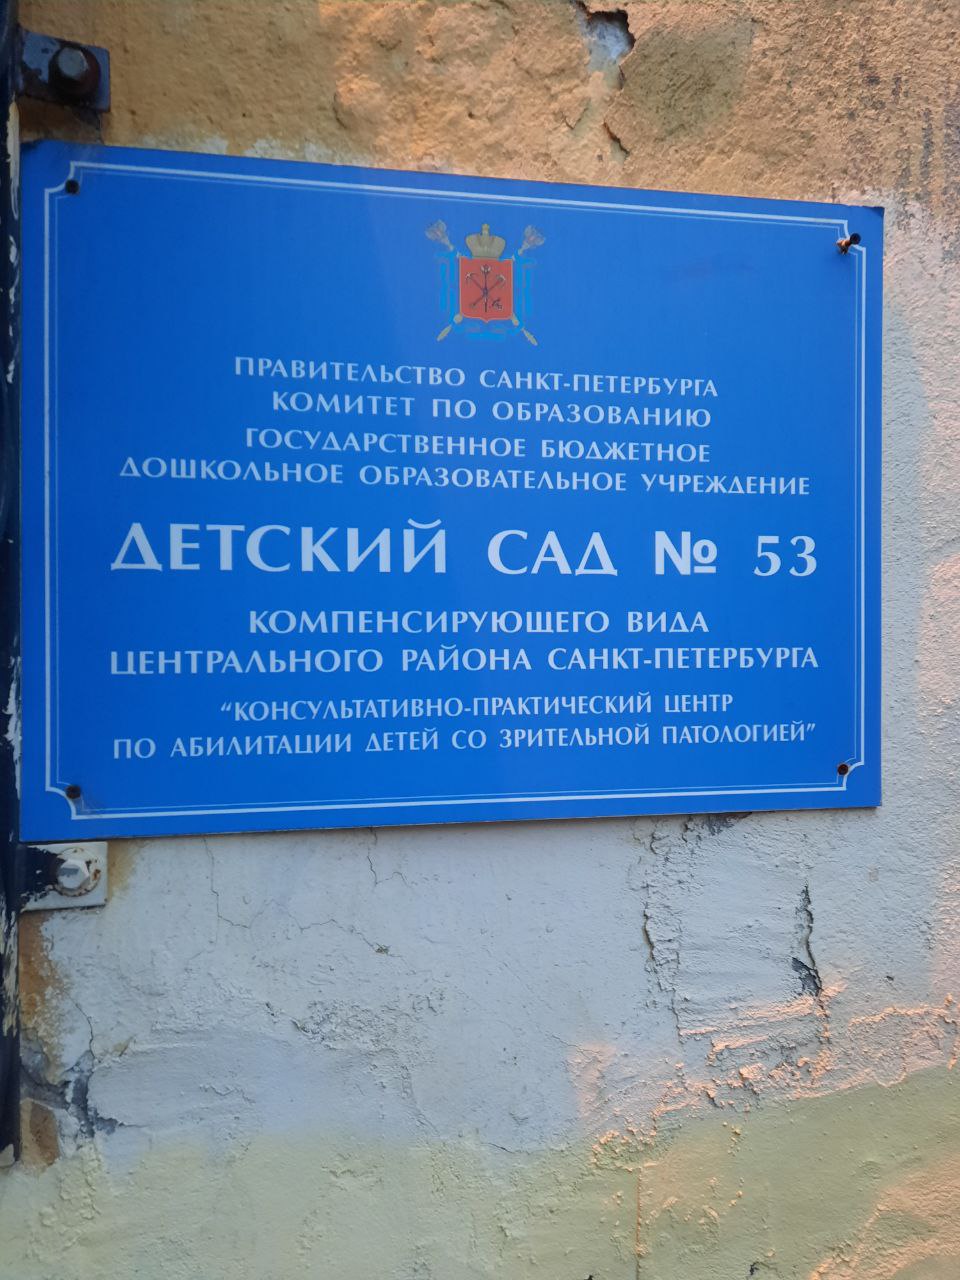 ПРАВИТЕЛЬСТВО САНКТ-ПЕТЕРБУРГА
КОМИТЕТ ПО ОБРАЗОВАНИЮ
ГОСУДАРСТВЕННОЕ БЮДЖЕТНОЕ
ДОШКОЛЬНОЕ ОБРАЗОВАТЕЛЬНОЕ УЧРЕЖДЕНИЕ
ДЕТСКИЙ САД № 53
КОМПЕНСИРУЮЩЕГО ВИДА
ЦЕНТРАЛЬНОГО РАЙОНА САНКТ-ПЕТЕРБУРГА
“КОНСУЛЬТАТИВНО-ПРАКТИЧЕСКИЙ ЦЕНТР
ПО АБИЛИТАЦИИ ДЕТЕЙ СО ЗРИТЕЛЬНОЙ ПАТОЛОГИЕЙ”